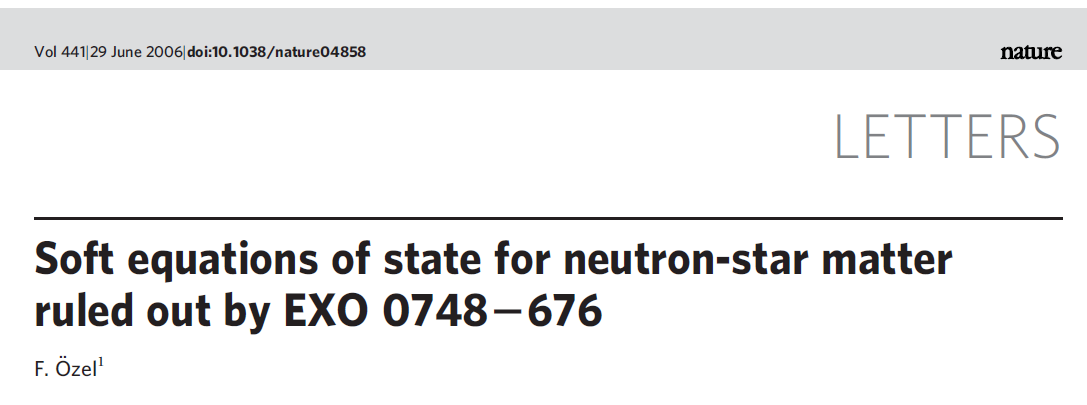 Vol 441|29 June 2006|doi:10.1038/nature04858
nature
LETTERS
Soft equations of state for neutron-star matter
ruled out by EXO 0748−676
F. Özel¹